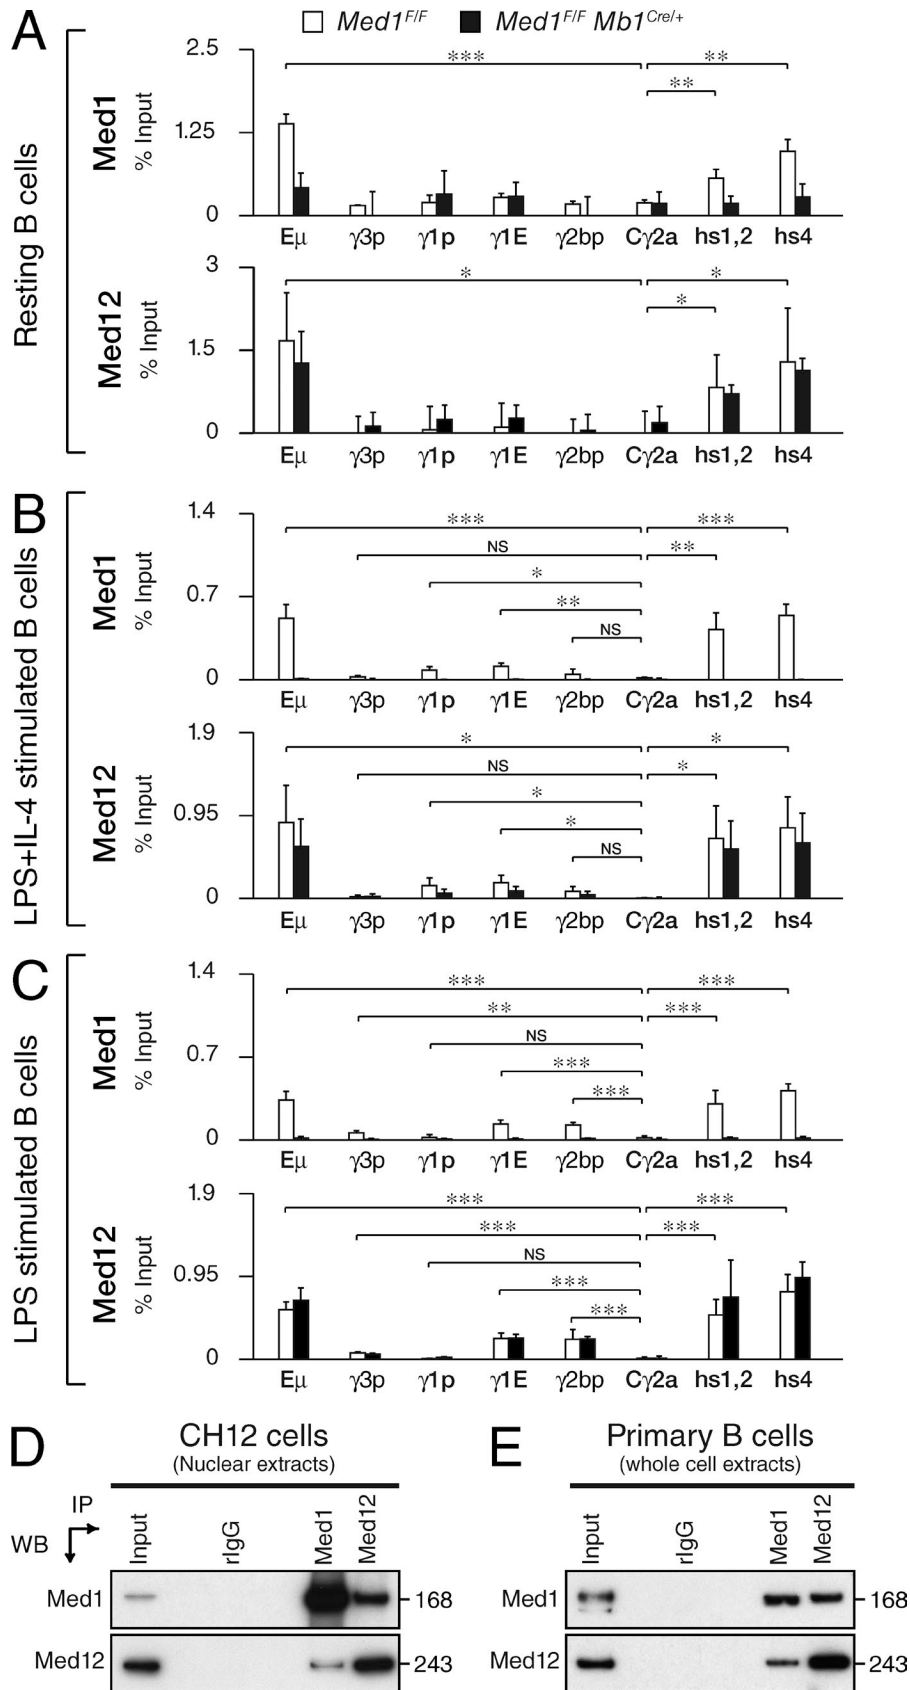 A
Med1F/F
Med1F/F Mb1Cre/+
Resting B cells
Med1
% Input
2.5
1.25
0
***
**
**
Eμ γ3p γ1p γ1E γ2bp Cγ2a hs1,2 hs4
Med12
% Input
3
1.5
0
*
*
*
Eμ γ3p γ1p γ1E γ2bp Cγ2a hs1,2 hs4
B
LPS+IL-4 stimulated B cells
Med1
% Input
1.4
0.7
0
***
***
NS
**
*
**
NS
Eμ γ3p γ1p γ1E γ2bp Cγ2a hs1,2 hs4
Med12
% Input
1.9
0.95
0
*
*
NS
*
*
*
NS
Eμ γ3p γ1p γ1E γ2bp Cγ2a hs1,2 hs4
C
LPS stimulated B cells
Med1
% Input
1.4
0.7
0
***
***
**
***
NS
***
***
Eμ γ3p γ1p γ1E γ2bp Cγ2a hs1,2 hs4
Med12
% Input
1.9
0.95
0
***
***
***
***
NS
***
***
Eμ γ3p γ1p γ1E γ2bp Cγ2a hs1,2 hs4
D
CH12 cells
(Nuclear extracts)
IP
WB
Input
rIgG
Med1
Med12
Med1
168
Med12
243
E
Primary B cells
(whole cell extracts)
Input
rIgG
Med1
Med12
Med1
168
Med12
243